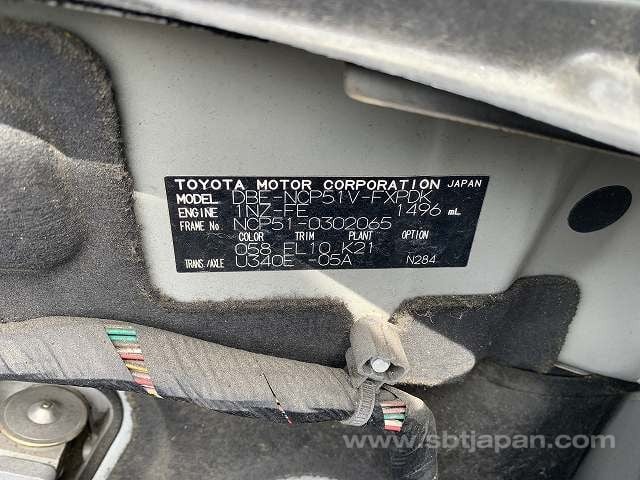 TOYOTA MOTOR CORPORATION JAPAN
MODEL DBE-NCP51V-FXPDK
ENGINE 1NZ-FE 1496 mL
FRAME No NCP51-0302065
COLOR TRIM PLANT OPTION
058 FL10 K21
TRANS./AXLE U340E -05A N284
www.sbtjapan.com